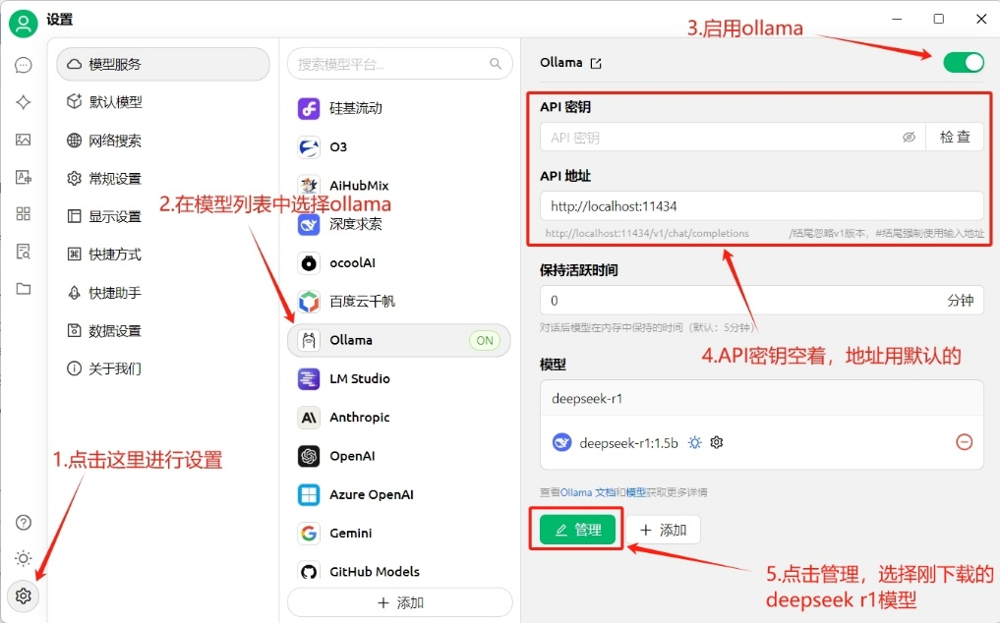 设置
模型服务
默认模型
网络搜索
常规设置
显示设置
快捷方式
快捷助手
数据设置
关于我们
1.点击这里进行设置
搜索模型平台...
硅基流动
O3
AiHubMix
2.在模型列表中选择ollama
深度求索
ocoolAI
百度云千帆
Ollama ON
LM Studio
Anthropic
OpenAI
Azure OpenAI
Gemini
GitHub Models
添加
3.启用ollama
Ollama
API 密钥
API 密钥 检查
API 地址
http://localhost:11434
http://localhost:11434/v1/chat/completions /结尾忽略v1版本，#结尾强制使用输入地址
保持活跃时间
0 分钟
对话后模型在内存中保持的时间（默认：5分钟）
4.API密钥空着，地址用默认的
模型
deepseek-r1
deepseek-r1:1.5b
查看Ollama 文档和模型获取更多详情
管理 添加
5.点击管理，选择刚下载的
deepseek r1模型